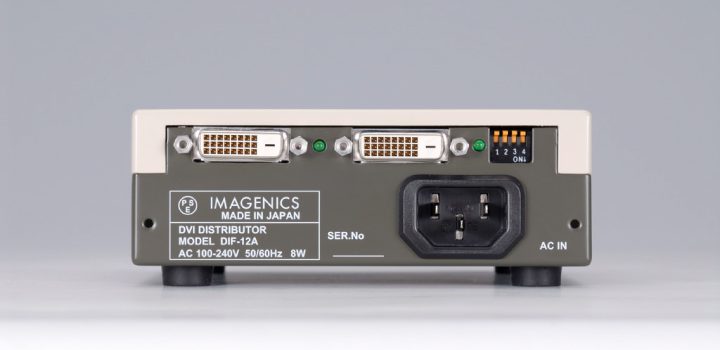 1 2 3 4
NO↑
P S E
IMAGENICS
MADE IN JAPAN
DVI DISTRIBUTOR
MODEL DIF-12A
AC 100-240V 50/60Hz 8W
SER.No
AC IN